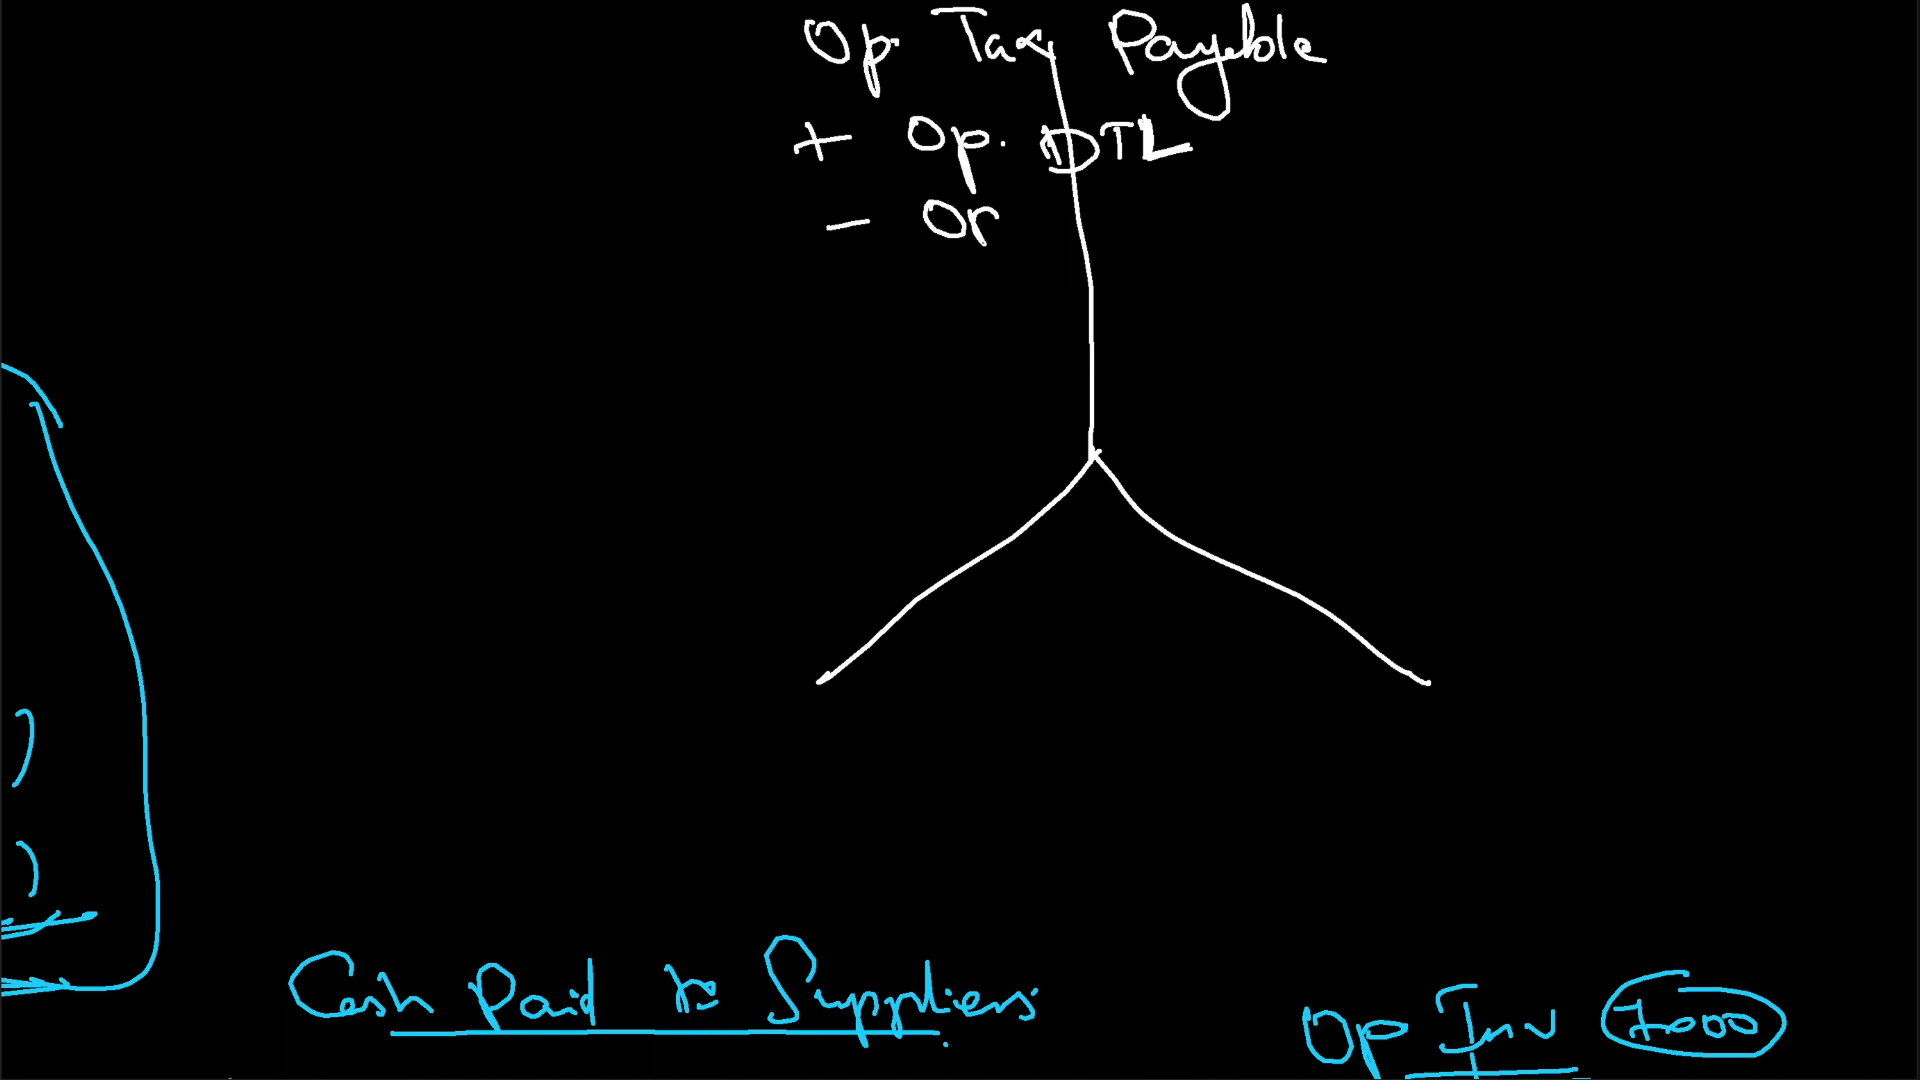 Op. Tax Payable
+ Op. DTL
- Or
Cash Paid to Suppliers
Op Inv 7000